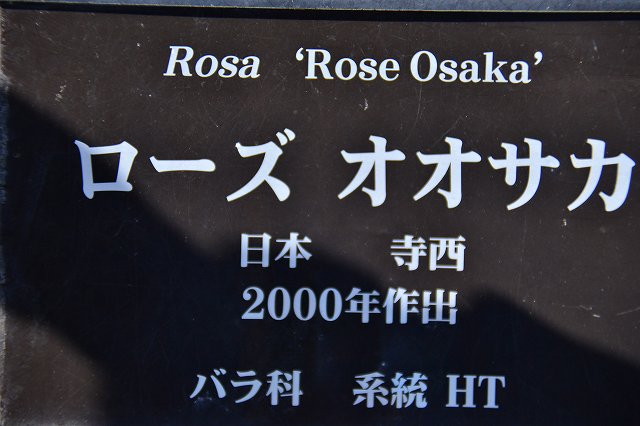 Rosa ‘Rose Osaka’
ローズ オオサカ
日本 寺西
2000年作出
バラ科 系統 HT